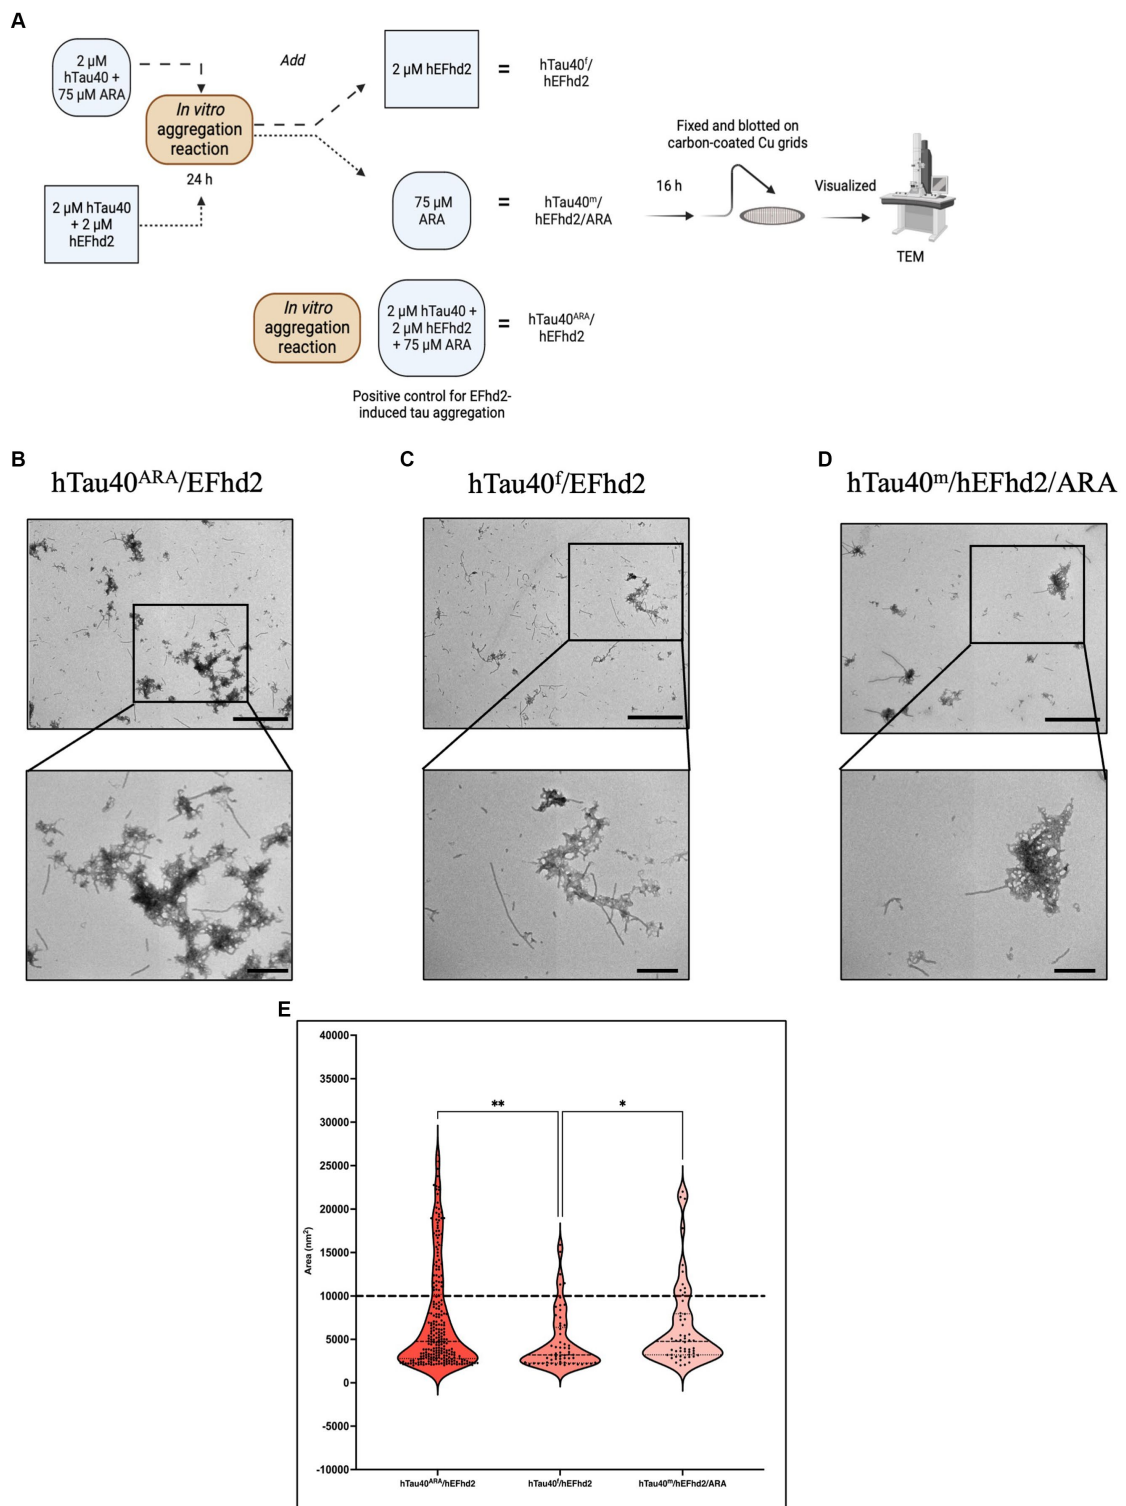 A
2 µM
hTau40 +
75 µM ARA
In vitro
aggregation
reaction
24 h
2 µM hTau40
+ 2 µM
hEFhd2
Add
2 µM hEFhd2
=
hTau40ᶠ/
hEFhd2
75 µM
ARA
=
hTau40ᵐ/
hEFhd2/ARA
16 h
Fixed and blotted on
carbon-coated Cu grids
Visualized
TEM
In vitro
aggregation
reaction
2 µM hTau40 +
2 µM hEFhd2
+ 75 µM ARA
=
hTau40ᴬᴿᴬ/
hEFhd2
Positive control for EFhd2-
induced tau aggregation
B
hTau40ᴬᴿᴬ/EFhd2
C
hTau40ᶠ/EFhd2
D
hTau40ᵐ/hEFhd2/ARA
E
40000
35000
30000
25000
20000
15000
10000
5000
0
-5000
-10000
Area (nm²)
**
*
hTau40ᴬᴿᴬ/hEFhd2
hTau40ᶠ/hEFhd2
hTau40ᵐ/hEFhd2/ARA